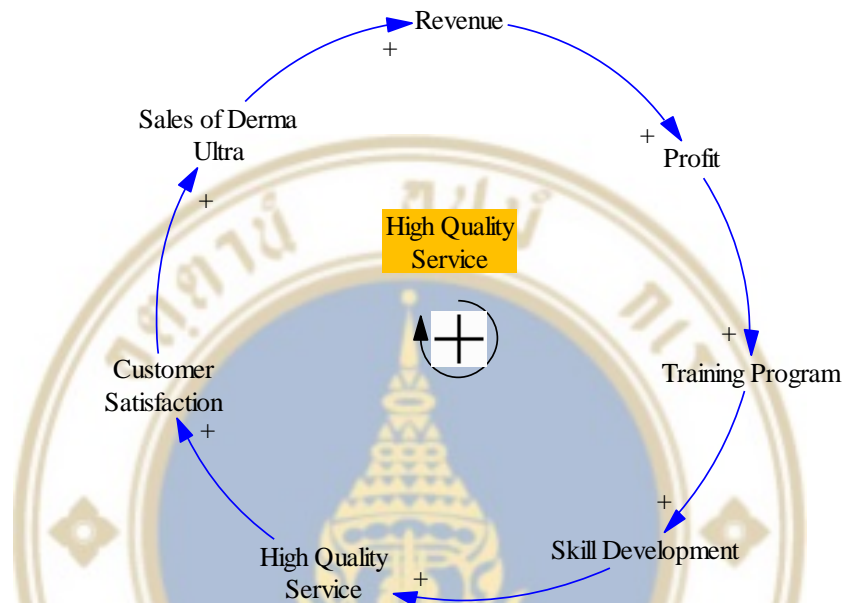 Revenue
+
+
Profit
Sales of Derma
Ultra
+
High Quality
Service
+
+
Training Program
Customer
Satisfaction
+
+
Skill Development
High Quality
Service
+